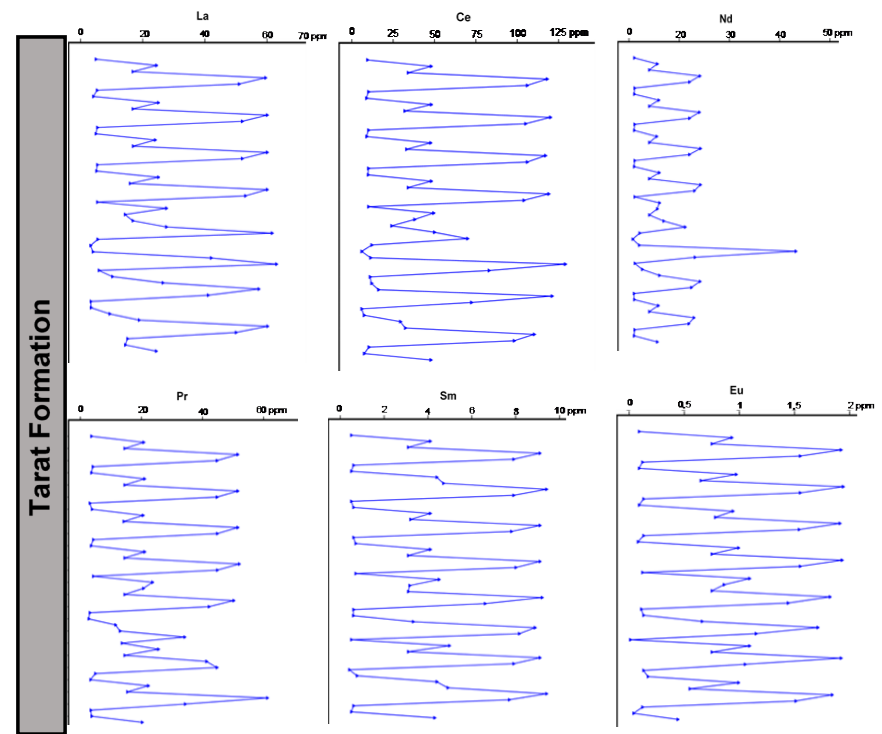 La
0 20 40 60 70 ppm
Ce
0 25 50 75 100 125 ppm
Nd
0 20 30 50 ppm
Tarat Formation
Pr
0 20 40 60 ppm
Sm
0 2 4 6 8 10 ppm
Eu
0 0,5 1 1,5 2 ppm